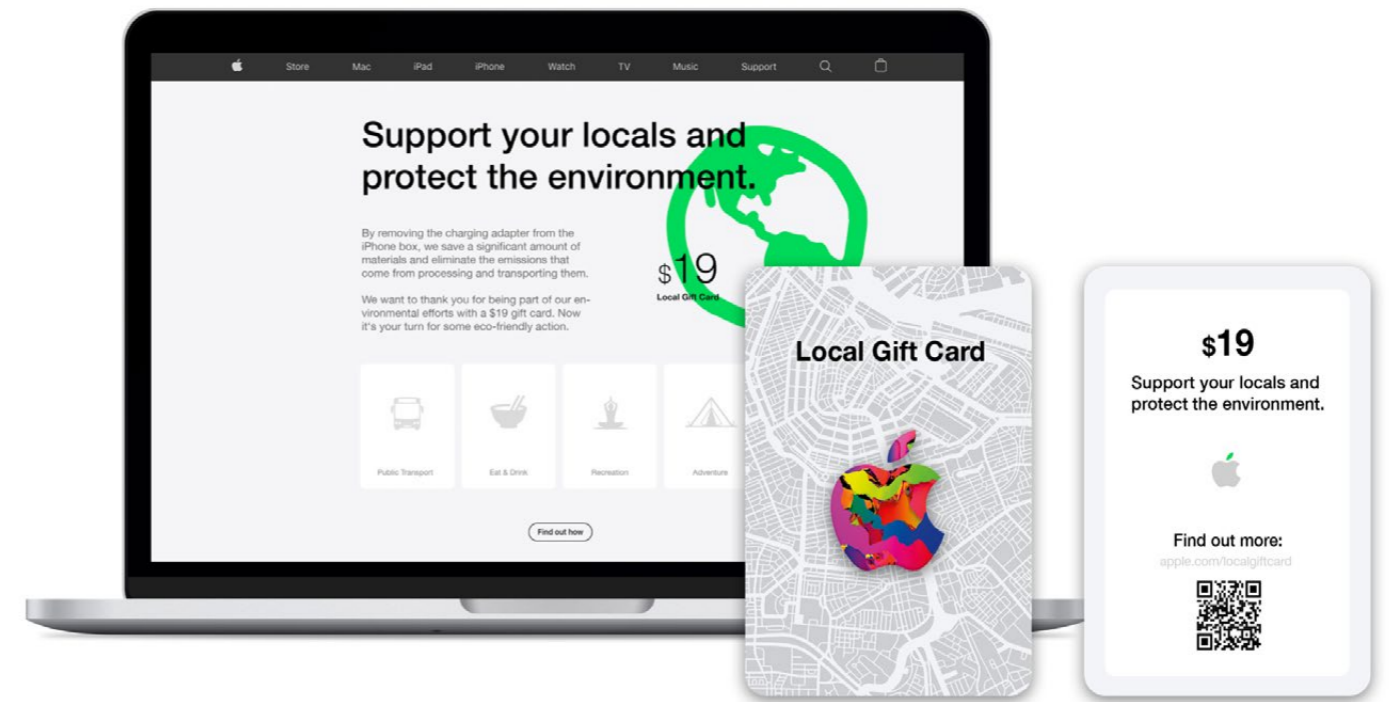 Store Mac iPad iPhone Watch TV Music Support
Support your locals and
protect the environment.
By removing the charging adapter from the
iPhone box, we save a significant amount of
materials and eliminate the emissions that
come from processing and transporting them.
We want to thank you for being part of our en-
vironmental efforts with a $19 gift card. Now
it's your turn for some eco-friendly action.
$19
Local Gift Card
Public Transport
Eat & Drink
Recreation
Adventure
Find out how
Local Gift Card
$19
Support your locals and
protect the environment.
Find out more:
apple.com/localgiftcard